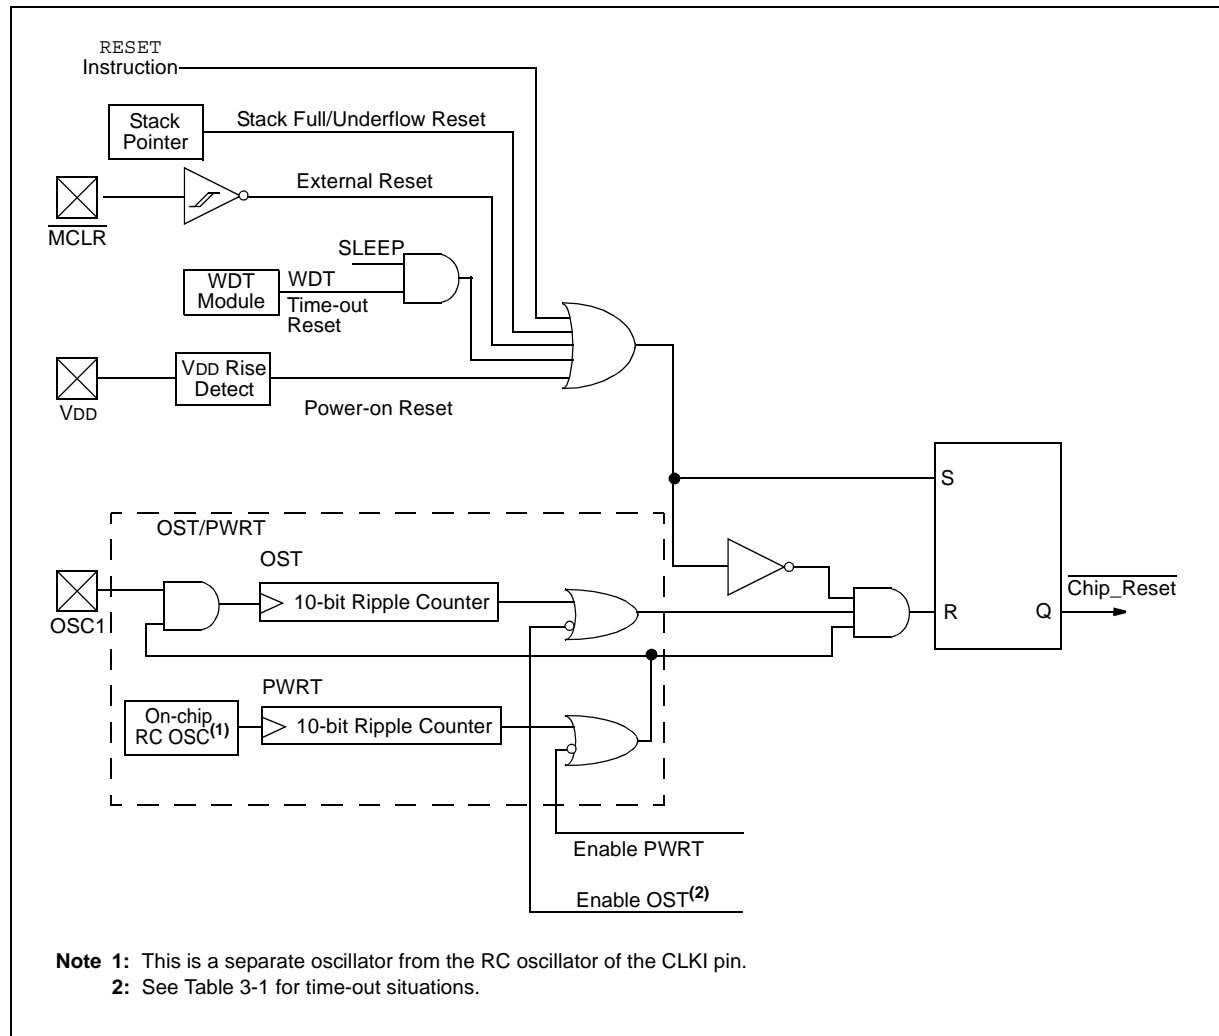 RESET
Instruction
Stack
Pointer
Stack Full/Underflow Reset
External Reset
MCLR
SLEEP
WDT
Module
WDT
Time-out
Reset
VDD Rise
Detect
VDD
Power-on Reset
S
OST/PWRT
OST
OSC1
10-bit Ripple Counter
Chip_Reset
R
Q
PWRT
On-chip
RC OSC(1)
10-bit Ripple Counter
Enable PWRT
Enable OST(2)
Note 1: This is a separate oscillator from the RC oscillator of the CLKI pin.
2: See Table 3-1 for time-out situations.